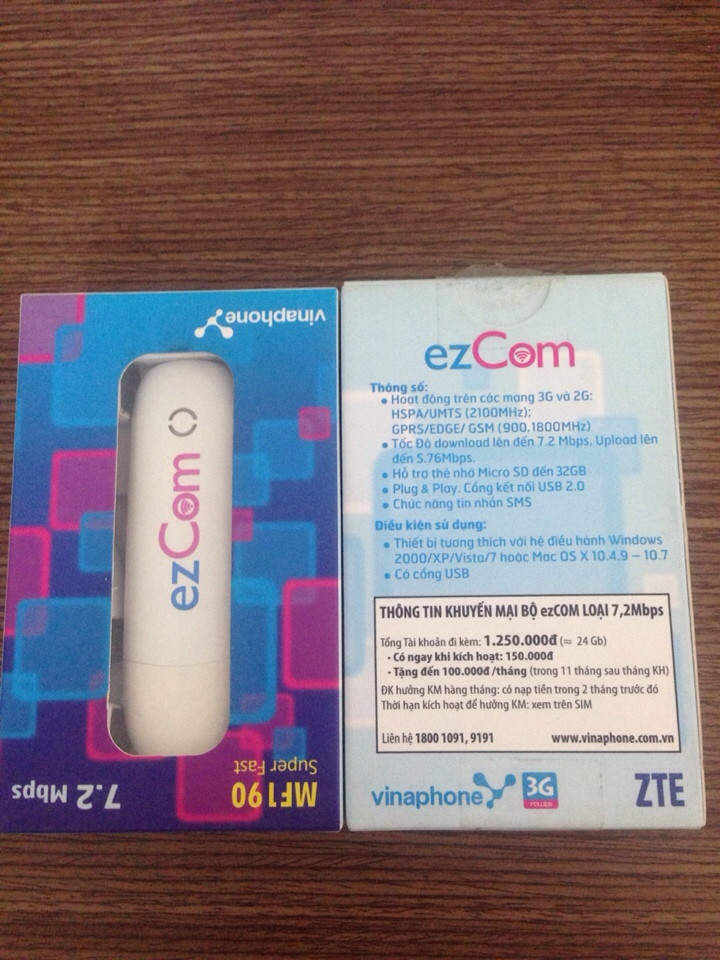 vinaphone
ezCom
MF190
Super Fast
7.2 Mbps
ezCom
Thông số:
• Hoạt động trên các mạng 3G và 2G:
HSPA/UMTS (2100MHz);
GPRS/EDGE/ GSM (900,1800MHz)
• Tốc Độ download lên đến 7.2 Mbps, Upload lên
đến 5.76Mbps.
• Hỗ trợ thẻ nhớ Micro SD đến 32GB
• Plug & Play. Cổng kết nối USB 2.0
• Chức năng tin nhắn SMS
Điều kiện sử dụng:
• Thiết bị tương thích với hệ điều hành Windows
2000/XP/Vista/7 hoặc Mac OS X 10.4.9 – 10.7
• Có cổng USB
THÔNG TIN KHUYẾN MẠI BỘ ezCOM LOẠI 7,2Mbps
Tổng Tài khoản đi kèm: 1.250.000đ (≈ 24 Gb)
• Có ngay khi kích hoạt: 150.000đ
• Tặng đến 100.000đ/tháng (trong 11 tháng sau tháng KH)
ĐK hưởng KM hàng tháng: có nạp tiền trong 2 tháng trước đó
Thời hạn kích hoạt để hưởng KM: xem trên SIM
Liên hệ 1800 1091, 9191 www.vinaphone.com.vn
vinaphone 3G ZTE